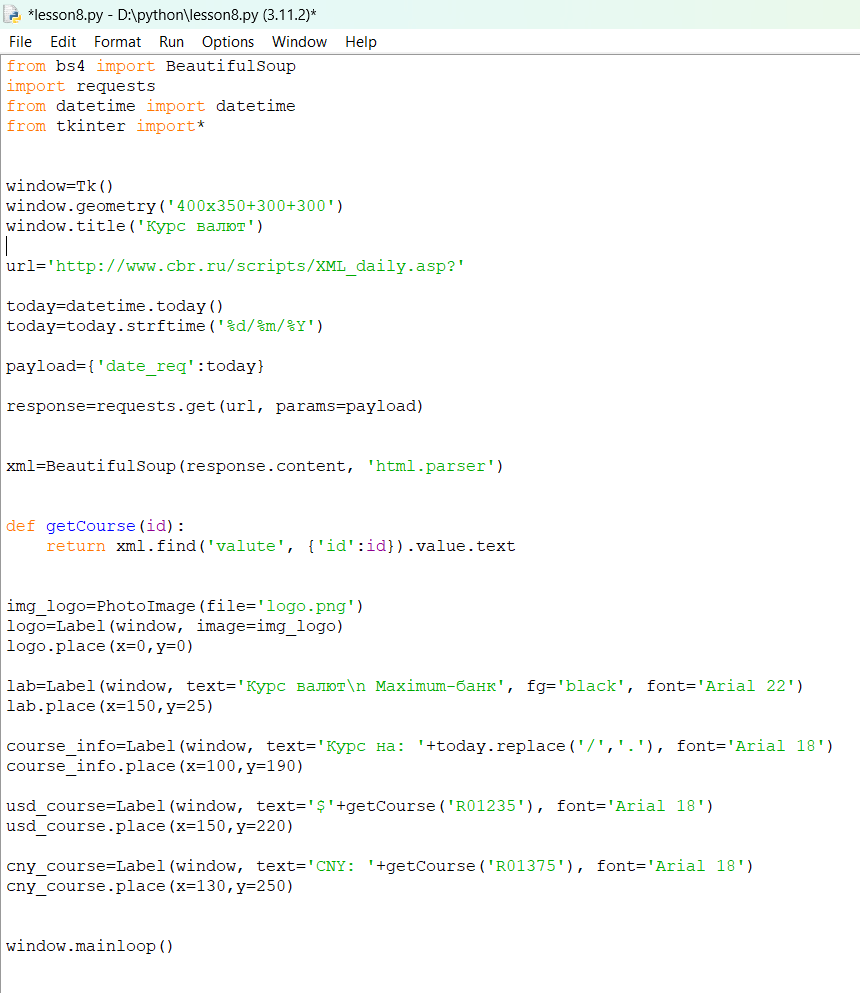 *lesson8.py - D:\python\lesson8.py (3.11.2)*
File Edit Format Run Options Window Help
from bs4 import BeautifulSoup
import requests
from datetime import datetime
from tkinter import*
window=Tk()
window.geometry('400x350+300+300')
window.title('Курс валют')
url='http://www.cbr.ru/scripts/XML_daily.asp?'
today=datetime.today()
today=today.strftime('%d/%m/%Y')
payload={'date_req':today}
response=requests.get(url, params=payload)
xml=BeautifulSoup(response.content, 'html.parser')
def getCourse(id):
    return xml.find('valute', {'id':id}).value.text
img_logo=PhotoImage(file='logo.png')
logo=Label(window, image=img_logo)
logo.place(x=0,y=0)
lab=Label(window, text='Курс валют\n Maximum-банк', fg='black', font='Arial 22')
lab.place(x=150,y=25)
course_info=Label(window, text='Курс на: '+today.replace('/','.'), font='Arial 18')
course_info.place(x=100,y=190)
usd_course=Label(window, text='$'+getCourse('R01235'), font='Arial 18')
usd_course.place(x=150,y=220)
cny_course=Label(window, text='CNY: '+getCourse('R01375'), font='Arial 18')
cny_course.place(x=130,y=250)
window.mainloop()